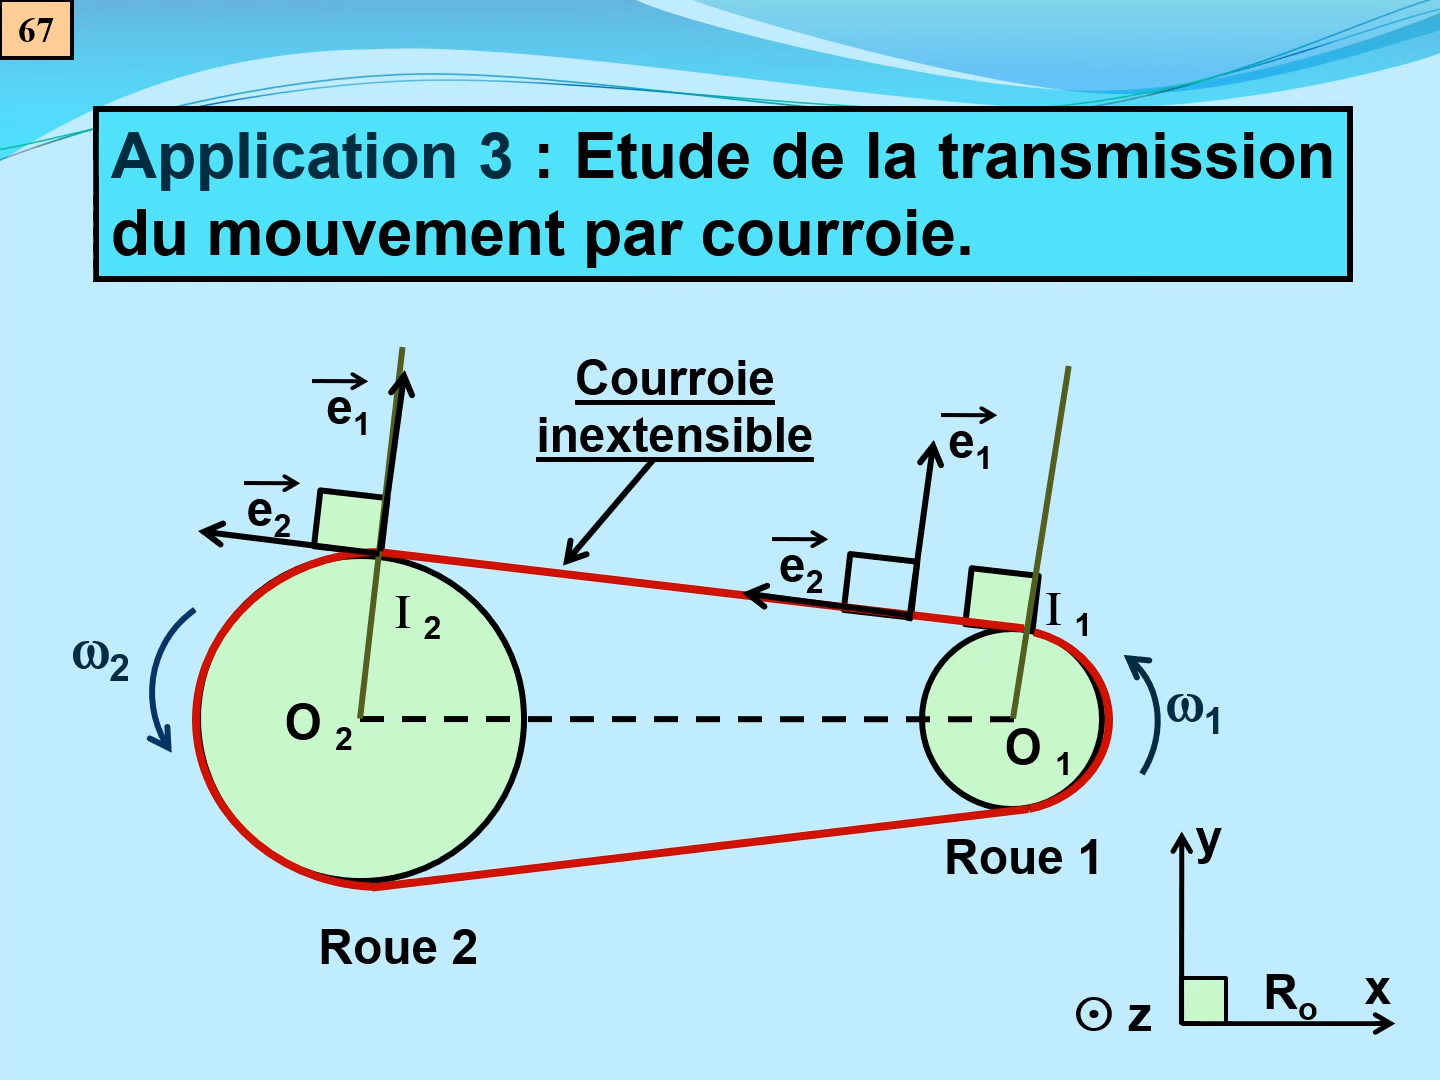 67
Application 3 : Etude de la transmission
du mouvement par courroie.
Courroie
inextensible
e1
e2
e1
e2
I 2
I 1
ω2
ω1
O 2
O 1
Roue 1
Roue 2
y
x
Ro
z